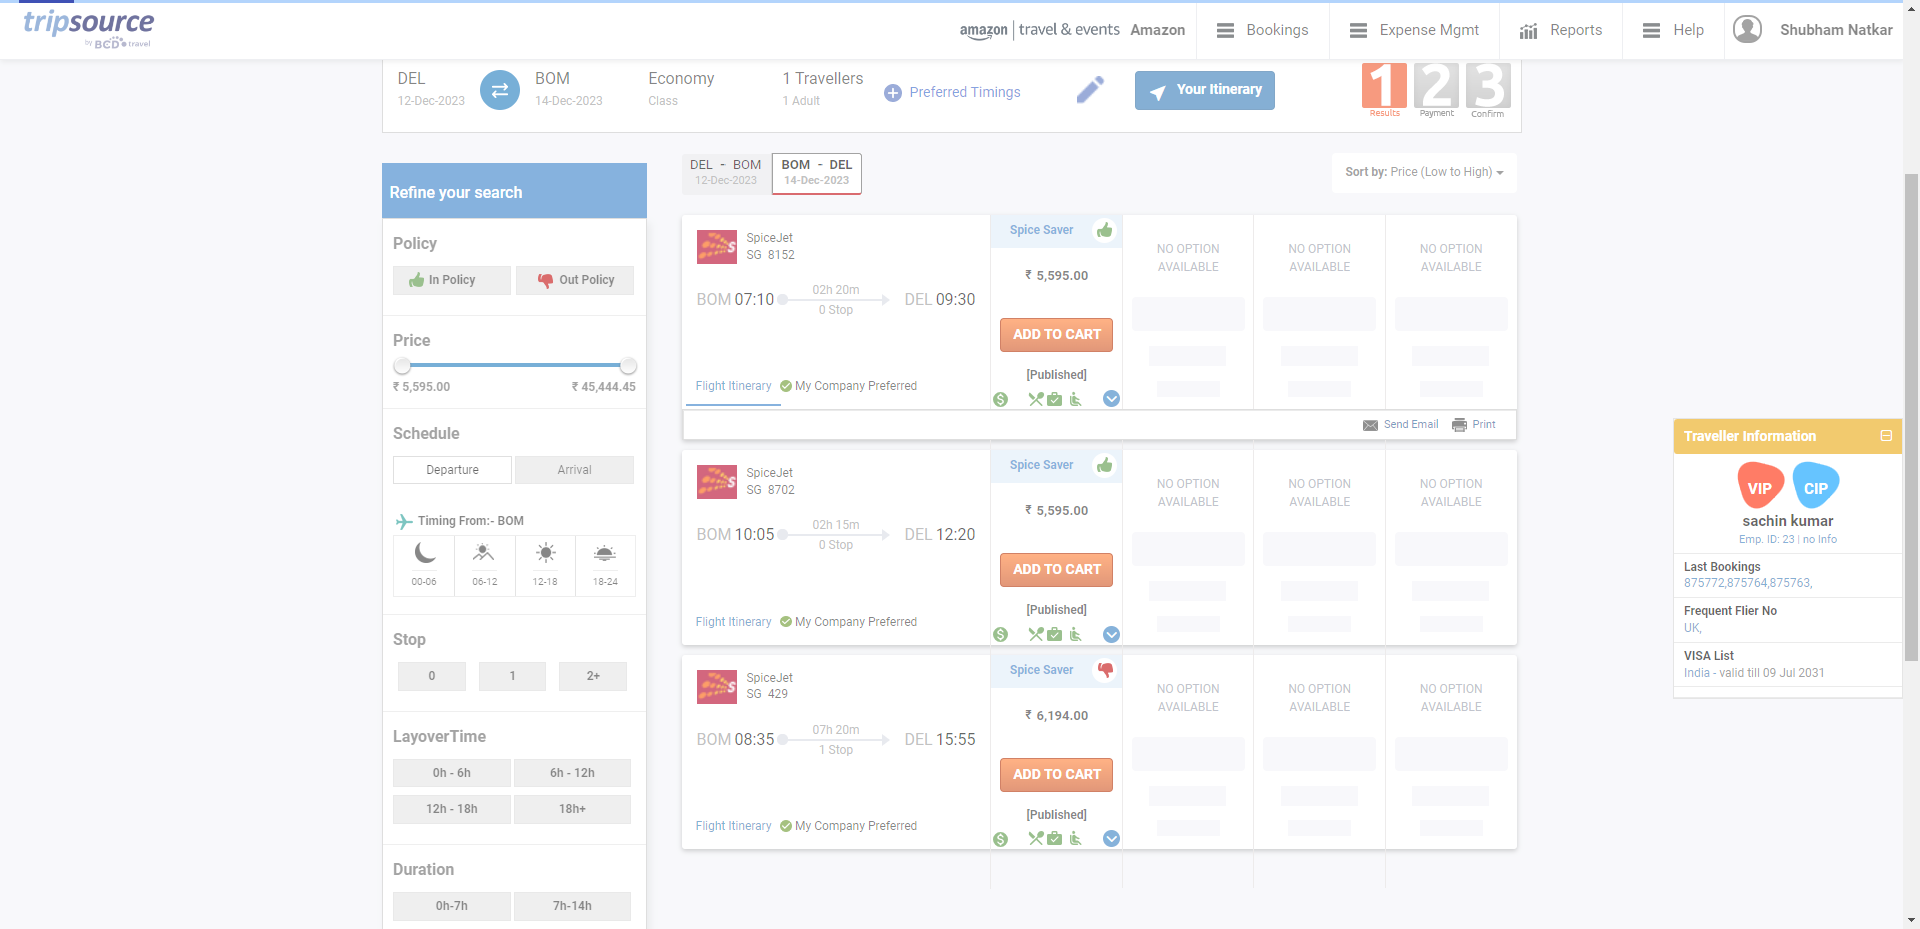 tripsource
by BCD travel
amazon | travel & events Amazon
Bookings
Expense Mgmt
Reports
Help
Shubham Natkar
DEL
12-Dec-2023
BOM
14-Dec-2023
Economy
Class
1 Travellers
1 Adult
Preferred Timings
Your Itinerary
1
Results
2
Payment
3
Confirm
Refine your search
Policy
In Policy
Out Policy
Price
₹ 5,595.00
₹ 45,444.45
Schedule
Departure
Arrival
Timing From:- BOM
00-06
06-12
12-18
18-24
Stop
0
1
2+
LayoverTime
0h - 6h
6h - 12h
12h - 18h
18h+
Duration
0h-7h
7h-14h
DEL - BOM
12-Dec-2023
BOM - DEL
14-Dec-2023
Sort by: Price (Low to High)
SpiceJet
SG 8152
BOM 07:10
02h 20m
0 Stop
DEL 09:30
Flight Itinerary
My Company Preferred
Spice Saver
₹ 5,595.00
ADD TO CART
[Published]
NO OPTION
AVAILABLE
NO OPTION
AVAILABLE
NO OPTION
AVAILABLE
Send Email
Print
SpiceJet
SG 8702
BOM 10:05
02h 15m
0 Stop
DEL 12:20
Flight Itinerary
My Company Preferred
Spice Saver
₹ 5,595.00
ADD TO CART
[Published]
NO OPTION
AVAILABLE
NO OPTION
AVAILABLE
NO OPTION
AVAILABLE
SpiceJet
SG 429
BOM 08:35
07h 20m
1 Stop
DEL 15:55
Flight Itinerary
My Company Preferred
Spice Saver
₹ 6,194.00
ADD TO CART
[Published]
NO OPTION
AVAILABLE
NO OPTION
AVAILABLE
NO OPTION
AVAILABLE
Traveller Information
VIP
CIP
sachin kumar
Emp. ID: 23 | no Info
Last Bookings
875772,875764,875763,
Frequent Flier No
UK,
VISA List
India - valid till 09 Jul 2031